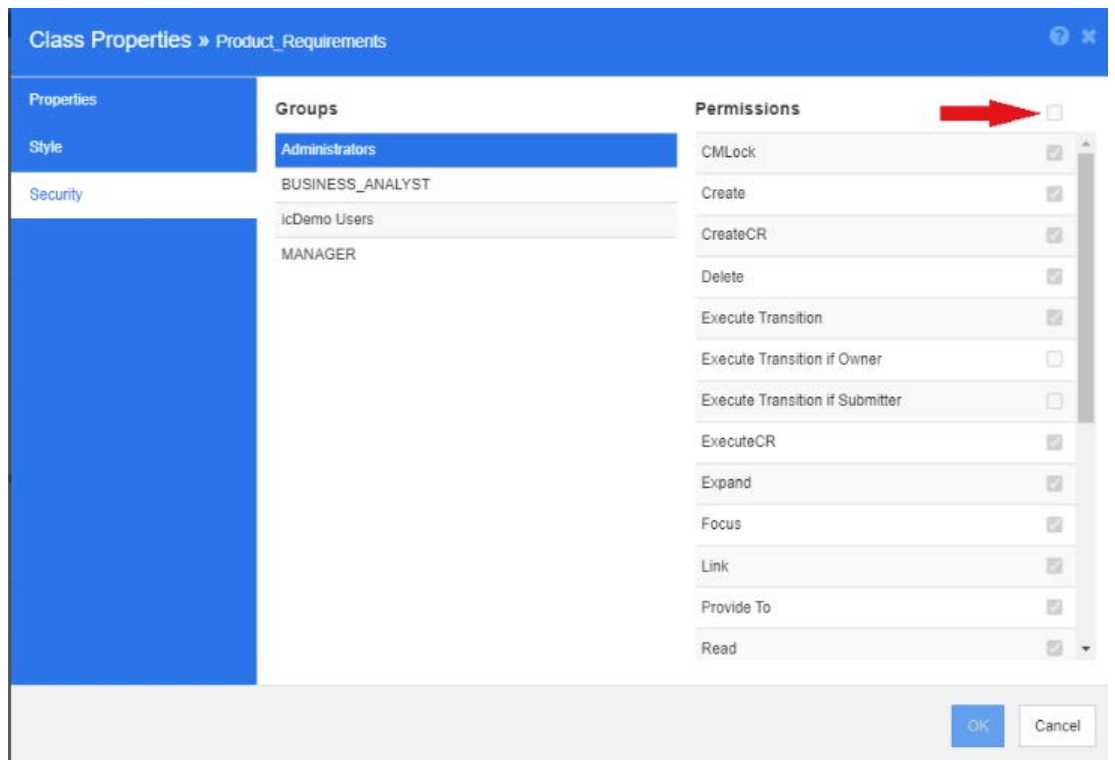 Class Properties » Product_Requirements
Properties
Style
Security
Groups
Administrators
BUSINESS_ANALYST
icDemo Users
MANAGER
Permissions
CMLock
Create
CreateCR
Delete
Execute Transition
Execute Transition if Owner
Execute Transition if Submitter
ExecuteCR
Expand
Focus
Link
Provide To
Read
OK
Cancel